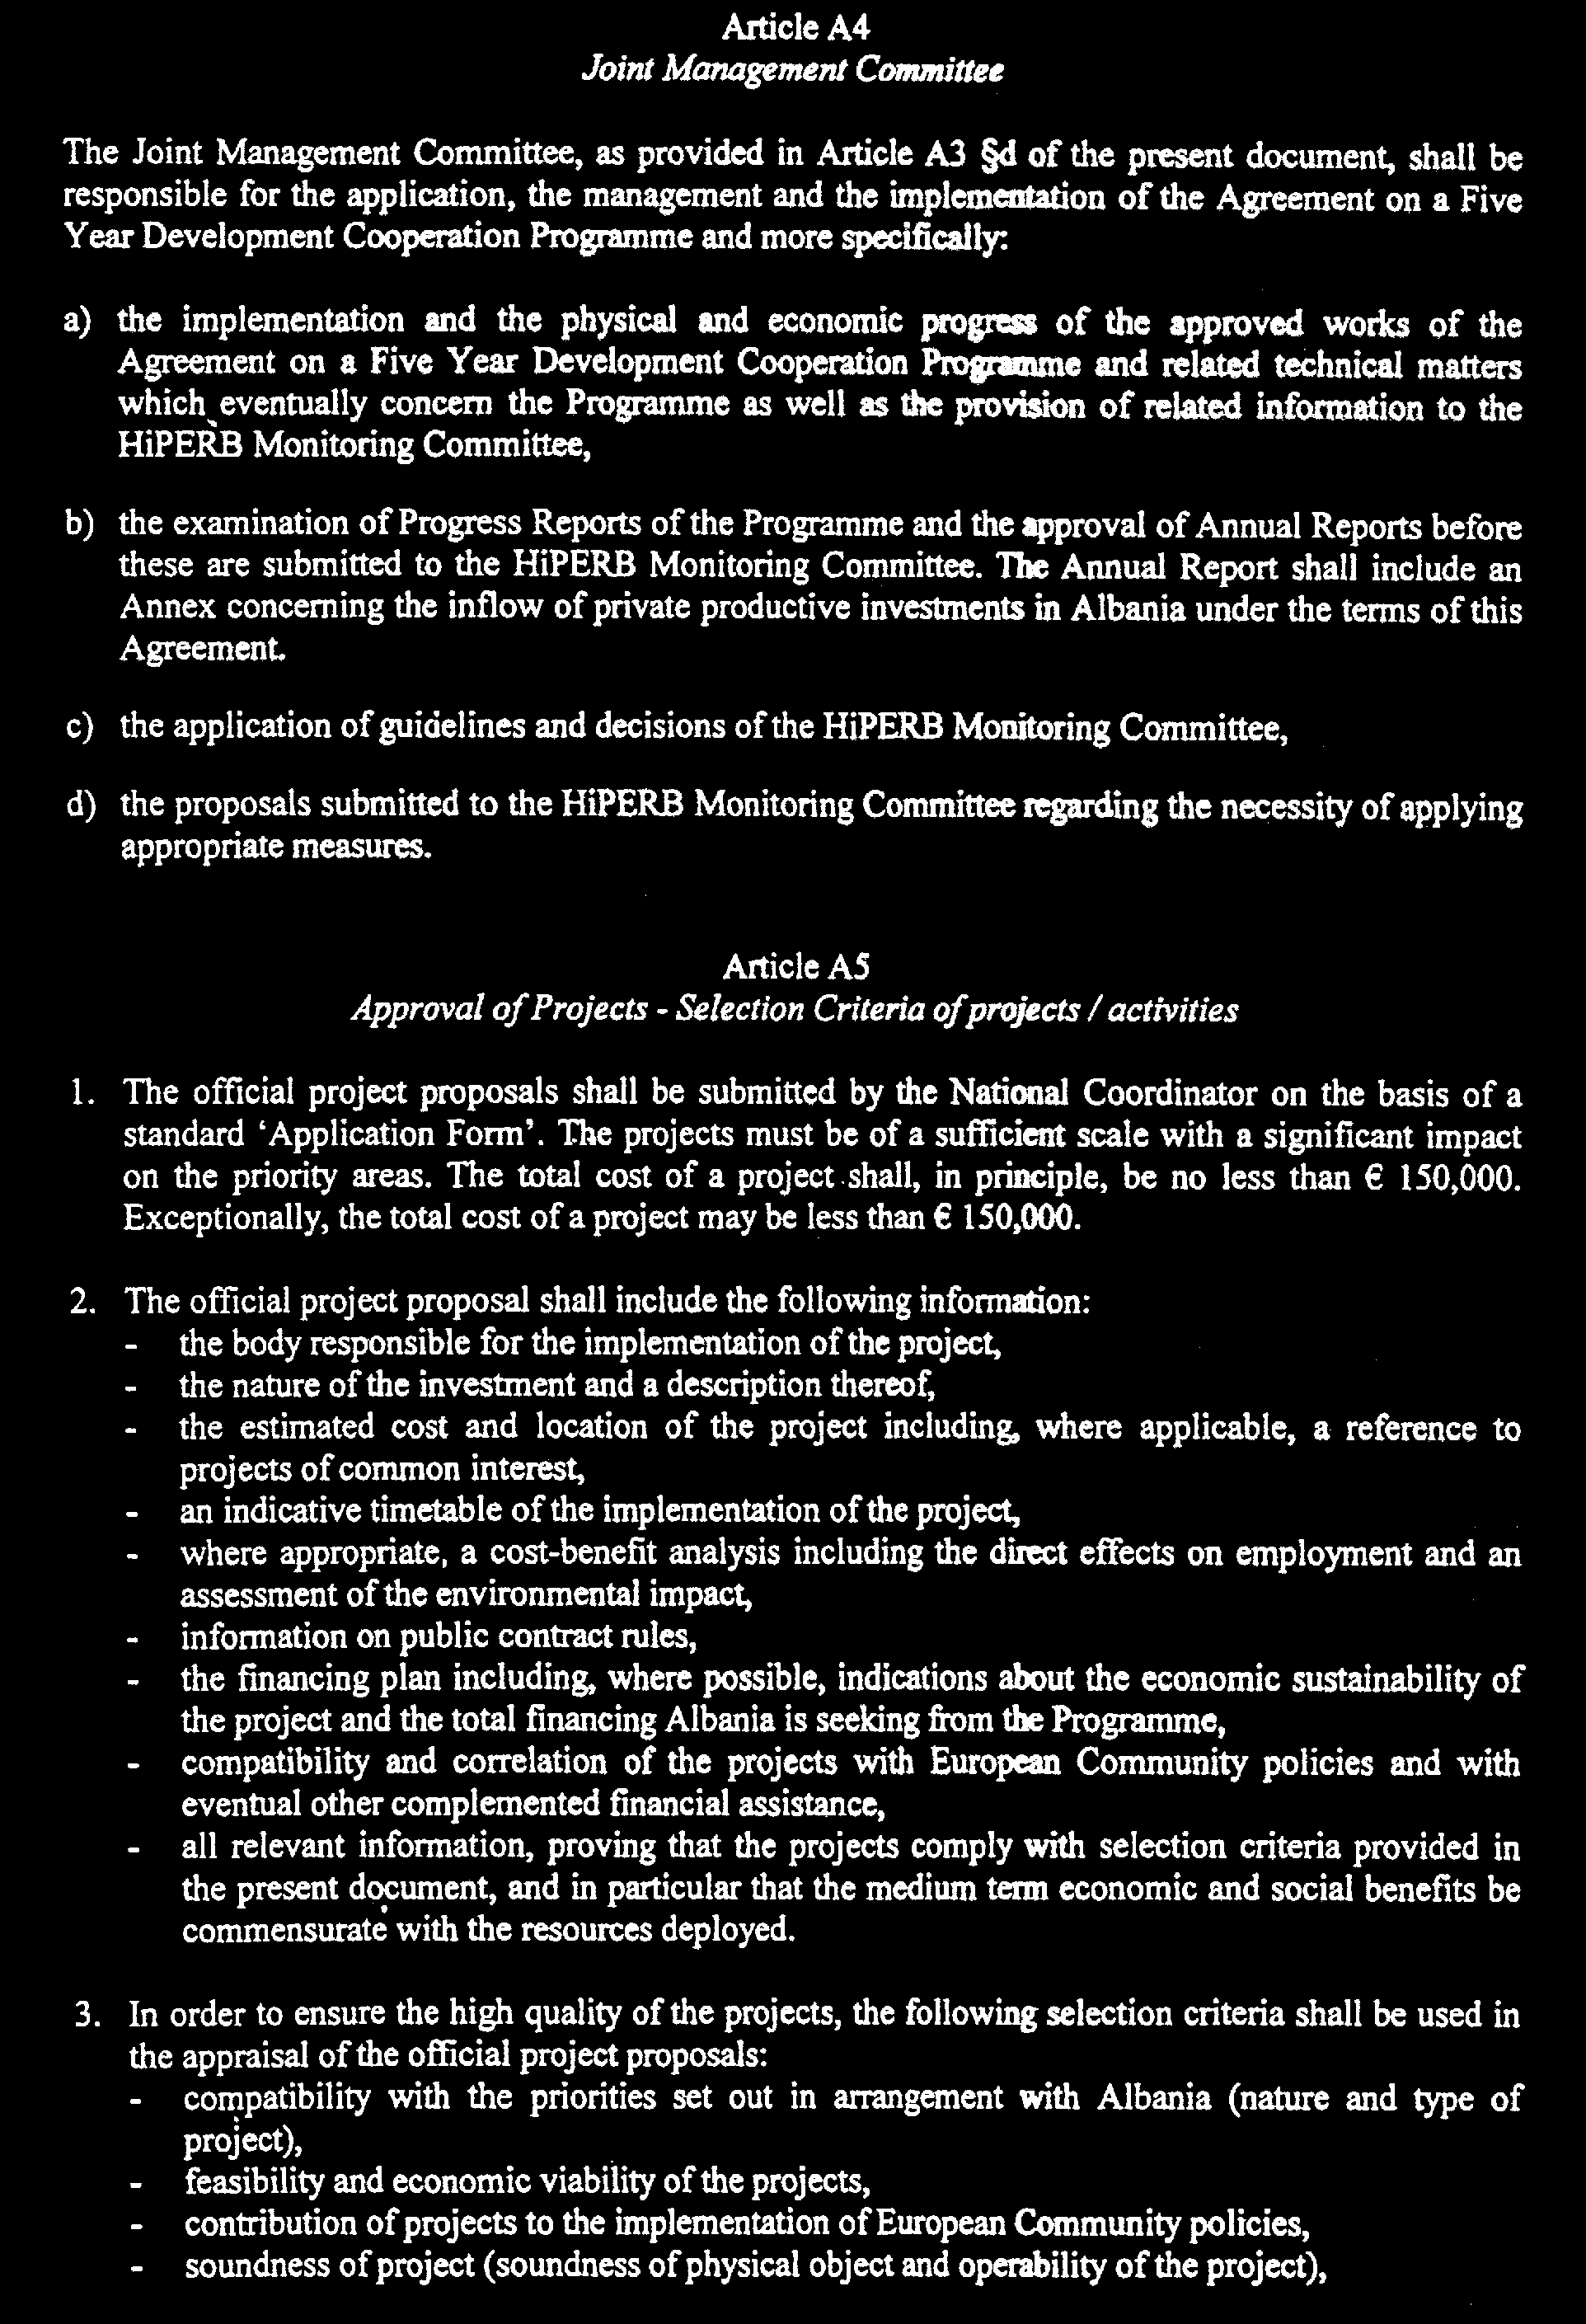 Article A4
Joint Management Committee
The Joint Management Committee, as provided in Article A3 §d of the present document, shall be
responsible for the application, the management and the implementation of the Agreement on a Five
Year Development Cooperation Programme and more specifically:
a) the implementation and the physical and economic progress of the approved works of the
Agreement on a Five Year Development Cooperation Programme and related technical matters
which eventually concern the Programme as well as the provision of related information to the
HiPERB Monitoring Committee,
b) the examination of Progress Reports of the Programme and the approval of Annual Reports before
these are submitted to the HiPERB Monitoring Committee. The Annual Report shall include an
Annex concerning the inflow of private productive investments in Albania under the terms of this
Agreement.
c) the application of guidelines and decisions of the HiPERB Monitoring Committee,
d) the proposals submitted to the HiPERB Monitoring Committee regarding the necessity of applying
appropriate measures.
Article A5
Approval of Projects - Selection Criteria of projects / activities
1. The official project proposals shall be submitted by the National Coordinator on the basis of a
standard ‘Application Form’. The projects must be of a sufficient scale with a significant impact
on the priority areas. The total cost of a project shall, in principle, be no less than € 150,000.
Exceptionally, the total cost of a project may be less than € 150,000.
2. The official project proposal shall include the following information:
- the body responsible for the implementation of the project,
- the nature of the investment and a description thereof,
- the estimated cost and location of the project including, where applicable, a reference to
projects of common interest,
- an indicative timetable of the implementation of the project,
- where appropriate, a cost-benefit analysis including the direct effects on employment and an
assessment of the environmental impact,
- information on public contract rules,
- the financing plan including, where possible, indications about the economic sustainability of
the project and the total financing Albania is seeking from the Programme,
- compatibility and correlation of the projects with European Community policies and with
eventual other complemented financial assistance,
- all relevant information, proving that the projects comply with selection criteria provided in
the present document, and in particular that the medium term economic and social benefits be
commensurate with the resources deployed.
3. In order to ensure the high quality of the projects, the following selection criteria shall be used in
the appraisal of the official project proposals:
- compatibility with the priorities set out in arrangement with Albania (nature and type of
project),
- feasibility and economic viability of the projects,
- contribution of projects to the implementation of European Community policies,
- soundness of project (soundness of physical object and operability of the project),